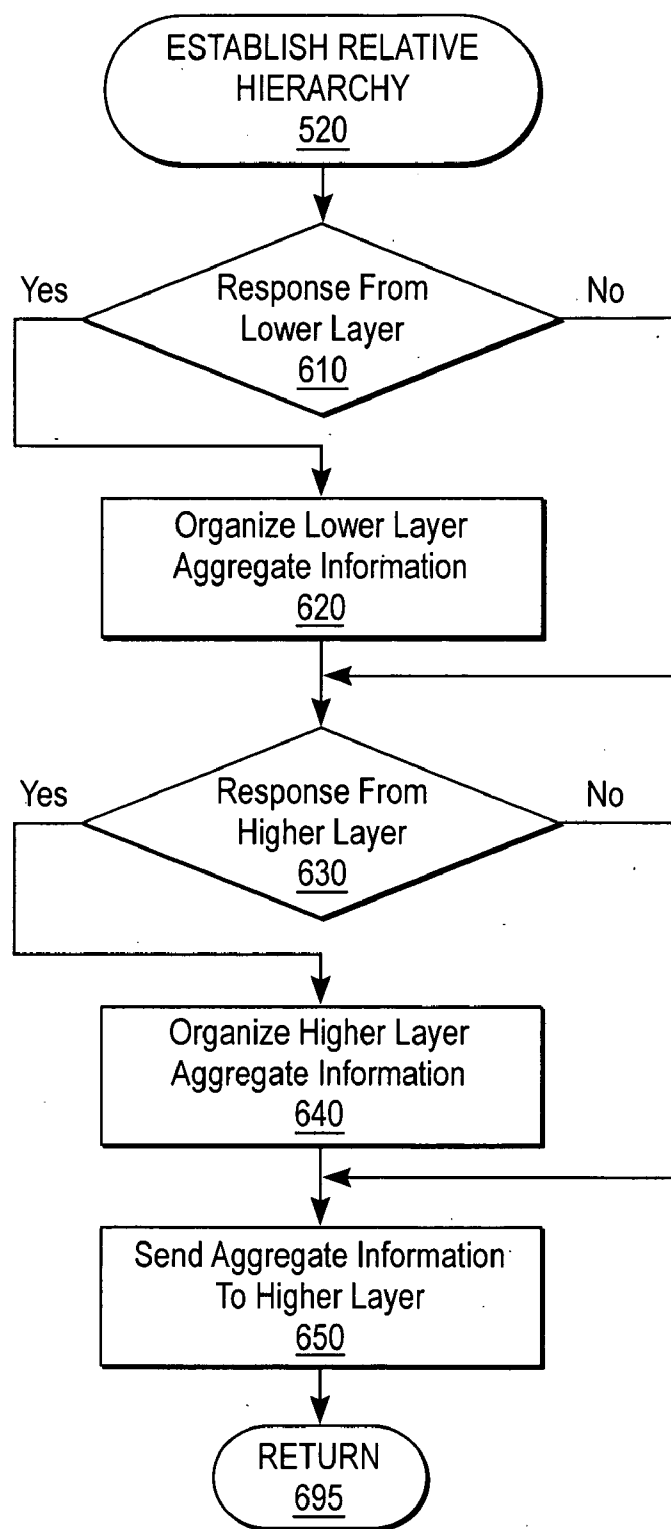 ESTABLISH RELATIVE
HIERARCHY
520
Yes
Response From
Lower Layer
610
No
Organize Lower Layer
Aggregate Information
620
Yes
Response From
Higher Layer
630
No
Organize Higher Layer
Aggregate Information
640
Send Aggregate Information
To Higher Layer
650
RETURN
695